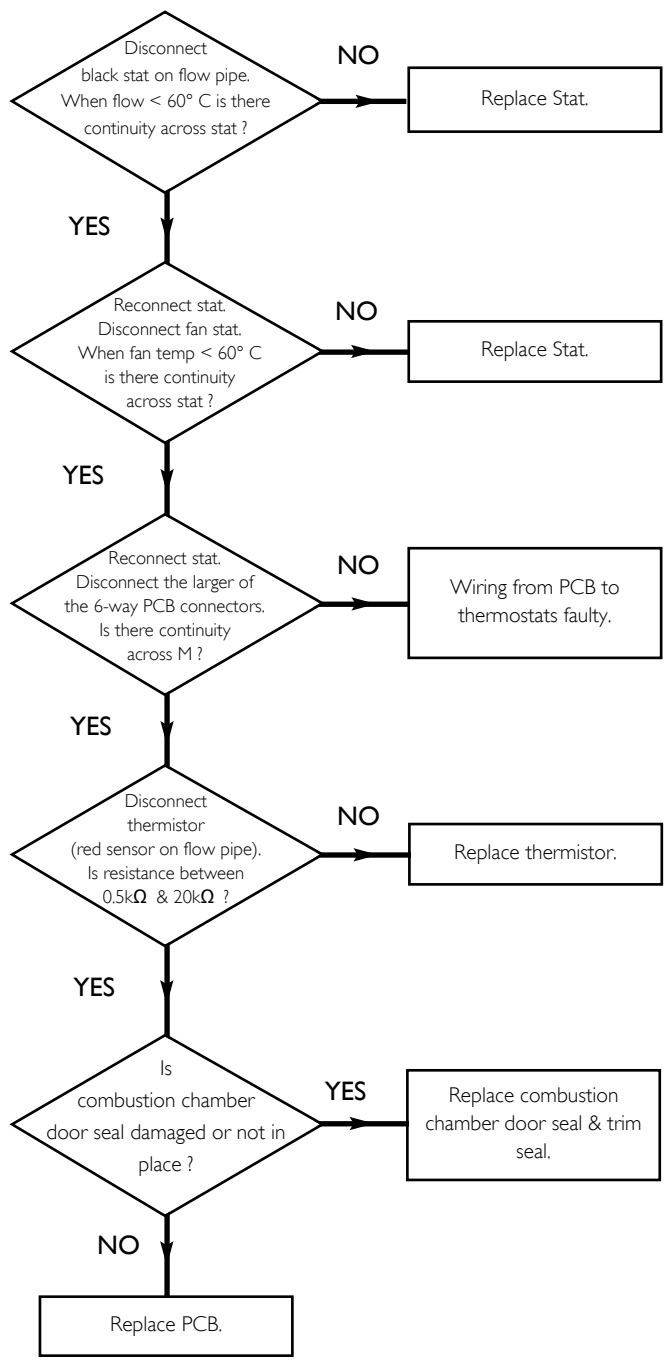 Disconnect
black stat on flow pipe.
When flow < 60° C is there
continuity across stat ?
NO
Replace Stat.
YES
Reconnect stat.
Disconnect fan stat.
When fan temp < 60° C
is there continuity
across stat ?
NO
Replace Stat.
YES
Reconnect stat.
Disconnect the larger of
the 6-way PCB connectors.
Is there continuity
across M ?
NO
Wiring from PCB to
thermostats faulty.
YES
Disconnect
thermistor
(red sensor on flow pipe).
Is resistance between
0.5kΩ & 20kΩ ?
NO
Replace thermistor.
YES
Is
combustion chamber
door seal damaged or not in
place ?
YES
Replace combustion
chamber door seal & trim
seal.
NO
Replace PCB.